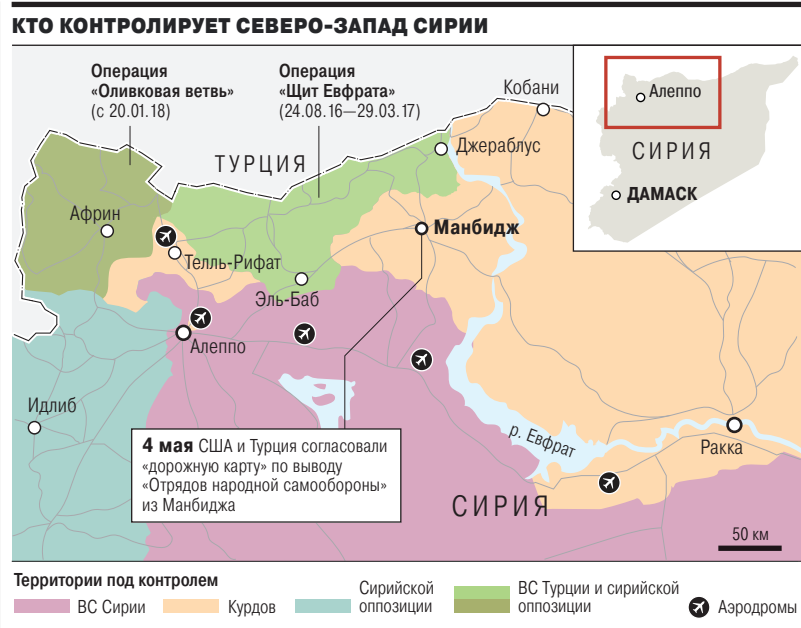 КТО КОНТРОЛИРУЕТ СЕВЕРО-ЗАПАД СИРИИ
Операция
«Оливковая ветвь»
(с 20.01.18)
Операция
«Щит Евфрата»
(24.08.16—29.03.17)
Кобани
Алеппо
СИРИЯ
ДАМАСК
ТУРЦИЯ
Джераблус
Африн
Манбидж
Телль-Рифат
Эль-Баб
Алеппо
Идлиб
4 мая США и Турция согласовали
«дорожную карту» по выводу
«Отрядов народной самообороны»
из Манбиджа
р. Евфрат
Ракка
СИРИЯ
50 км
Территории под контролем
ВС Сирии
Курдов
Сирийской
оппозиции
ВС Турции и сирийской
оппозиции
Аэродромы